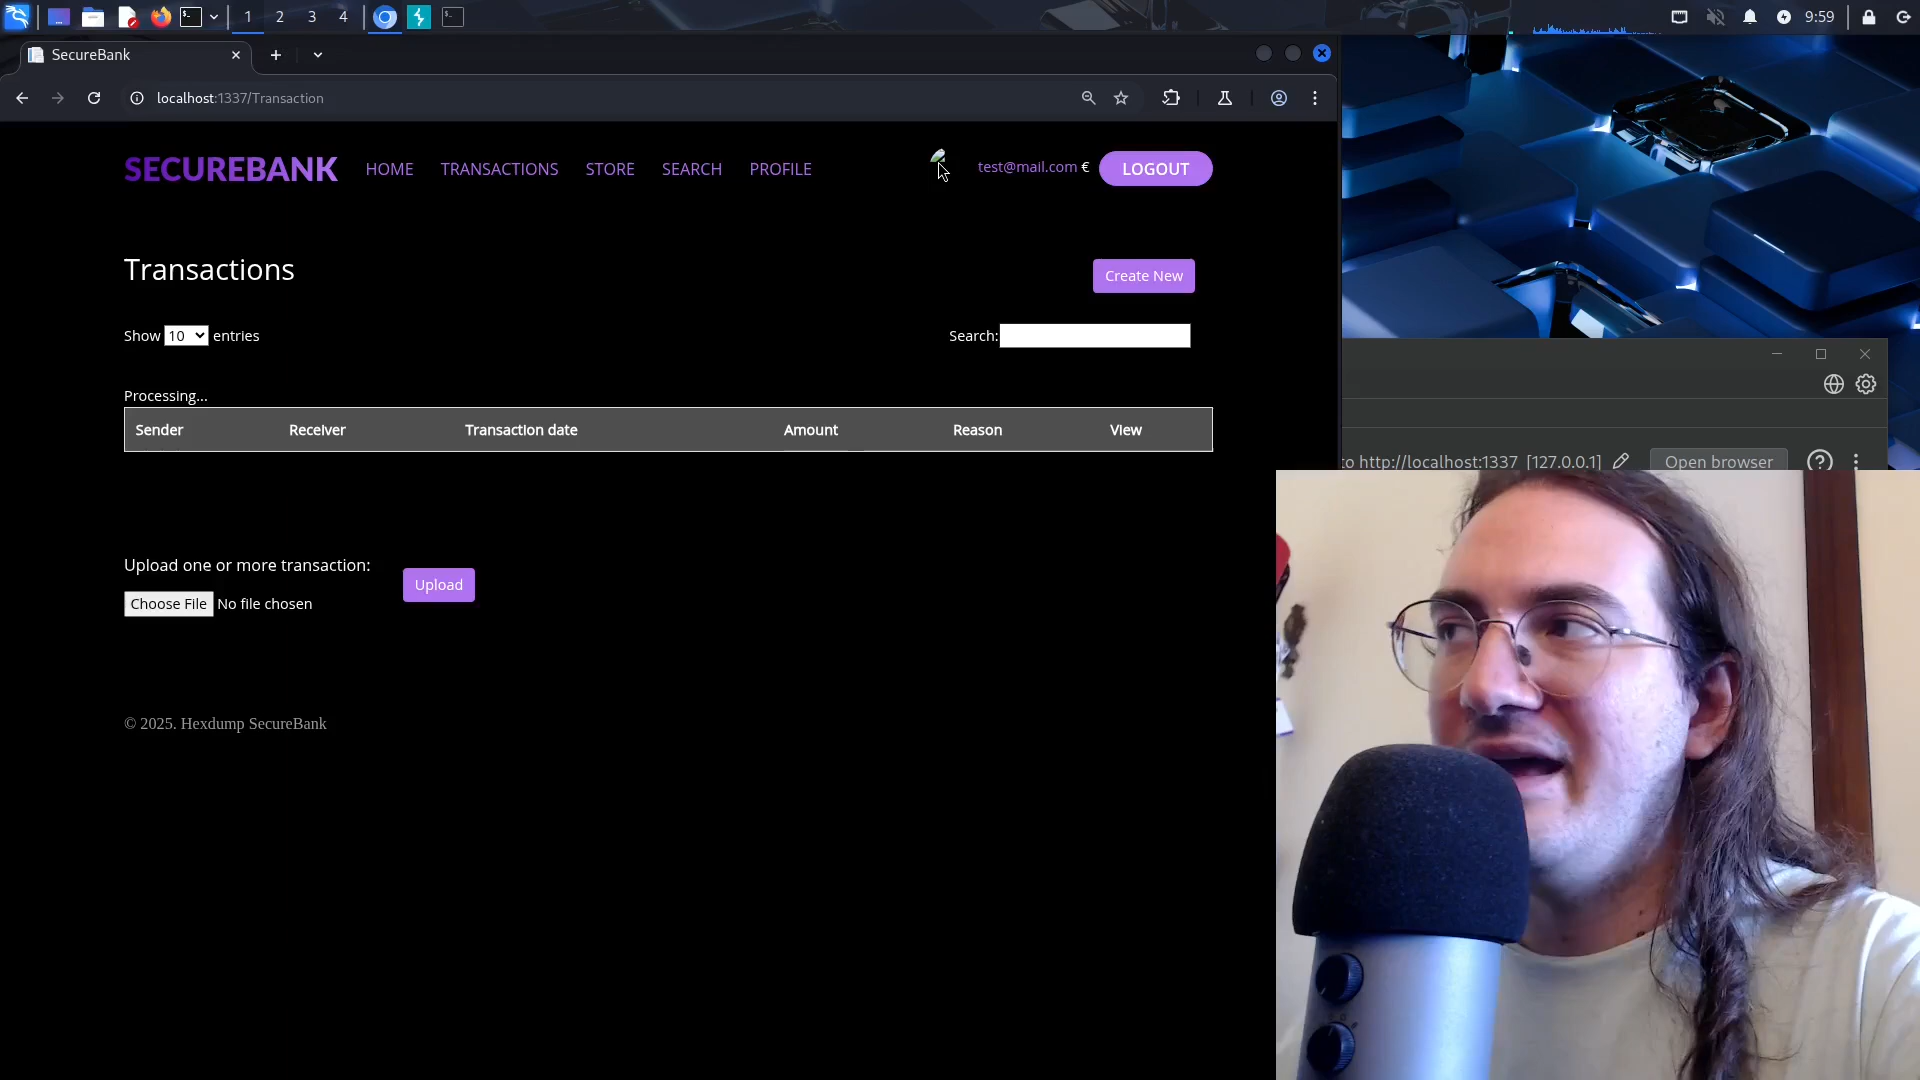 1 2 3 4
9:59
SecureBank
localhost:1337/Transaction
SECUREBANK HOME TRANSACTIONS STORE SEARCH PROFILE test@mail.com € LOGOUT
Transactions
Create New
Show 10 entries
Search:
Processing...
Sender Receiver Transaction date Amount Reason View
to http://localhost:1337 [127.0.0.1] Open browser
Upload one or more transaction:
Upload
Choose File No file chosen
© 2025. Hexdump SecureBank